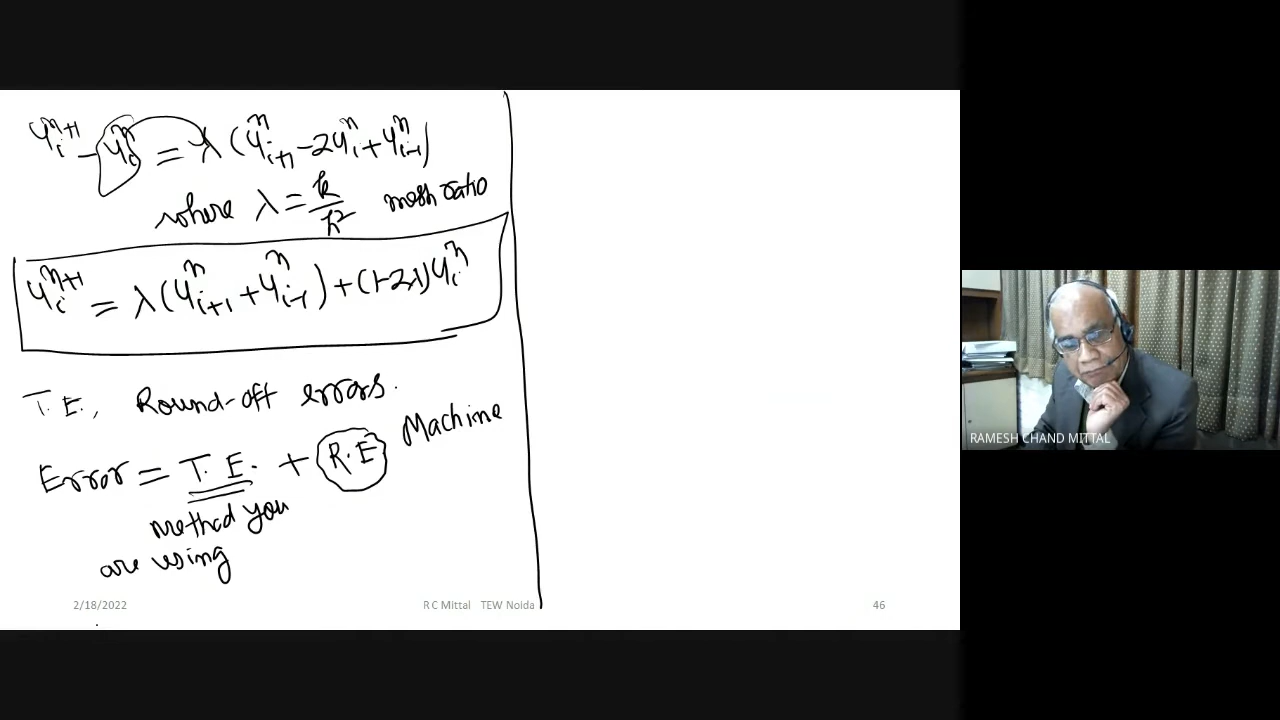 u_i^{n+1} - u_i^n = λ(u_{i+1}^n - 2u_i^n + u_{i-1}^n)
where λ = k/h² mesh ratio
u_i^{n+1} = λ(u_{i+1}^n + u_{i-1}^n) + (1-2λ)u_i^n
T.E., Round-off errors.
Error = T.E. + R.E Machine
method you
are using
2/18/2022 R C Mittal TEW Noida 46
RAMESH CHAND MITTAL